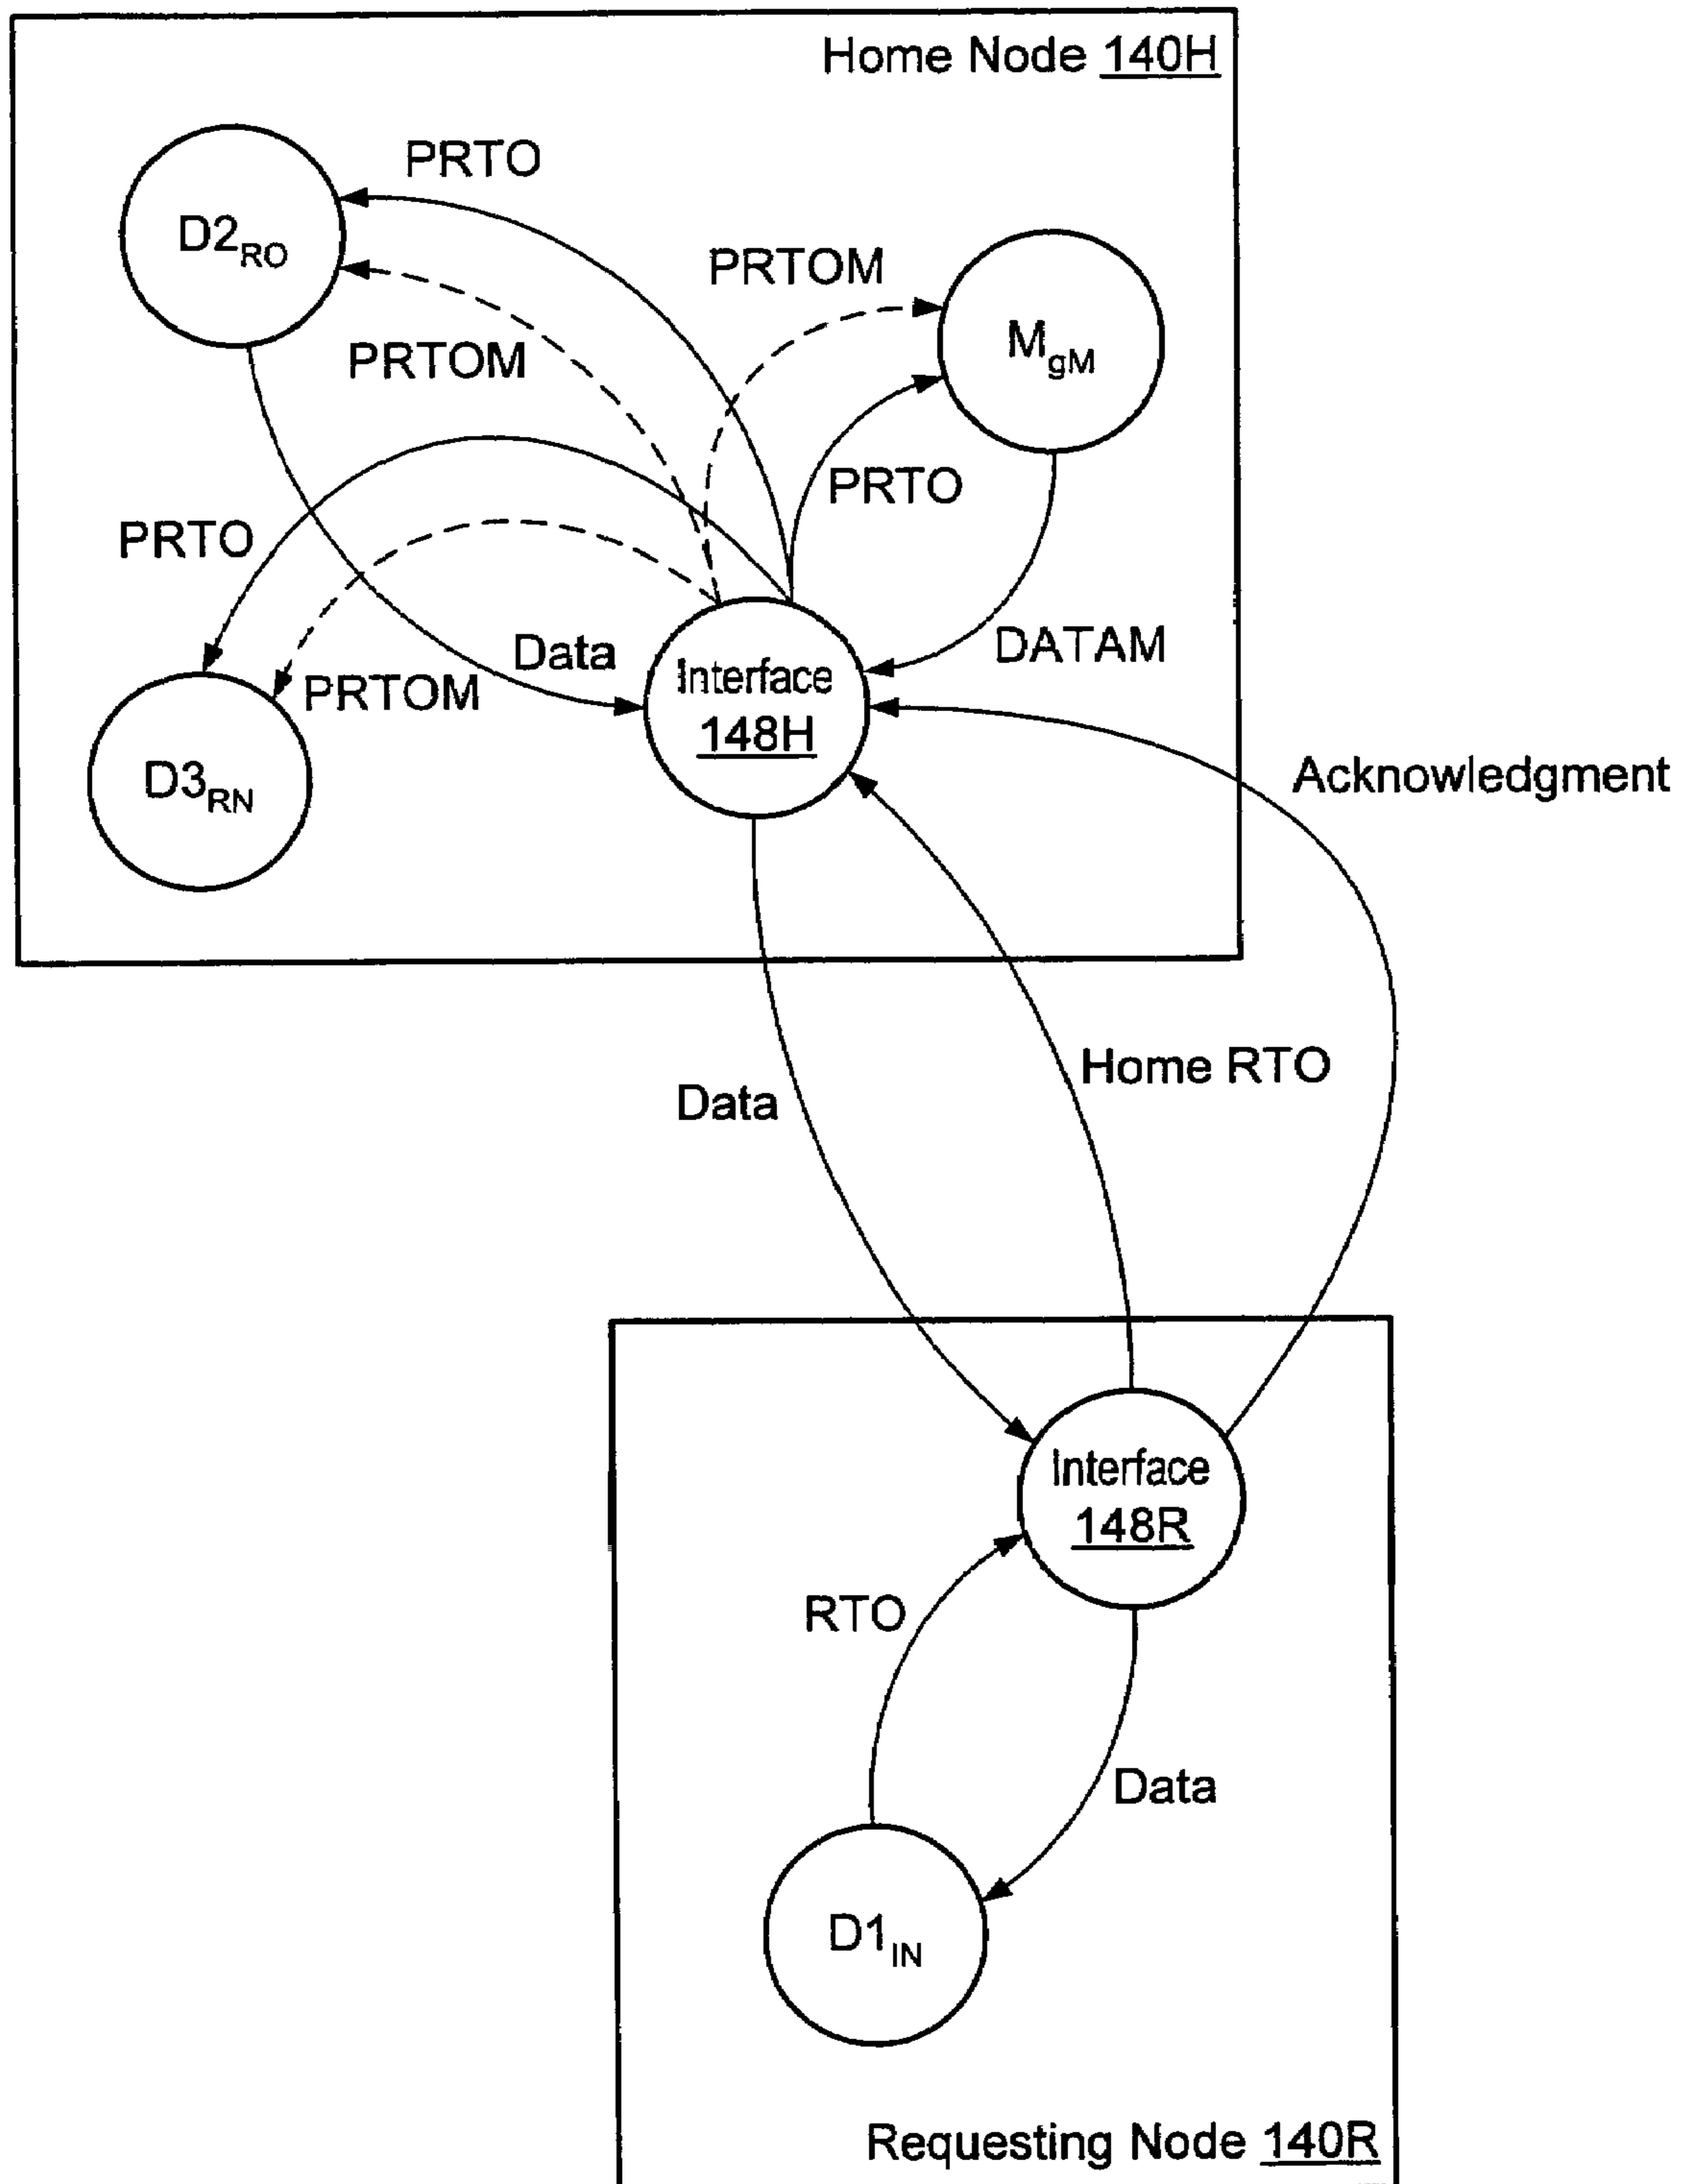 Home Node 140H
PRTO
D2RO
PRTOM
PRTOM
MgM
PRTO
PRTO
Data
DATAM
PRTOM
Interface
148H
D3RN
Acknowledgment
Home RTO
Data
Interface
148R
RTO
Data
D1IN
Requesting Node 140R